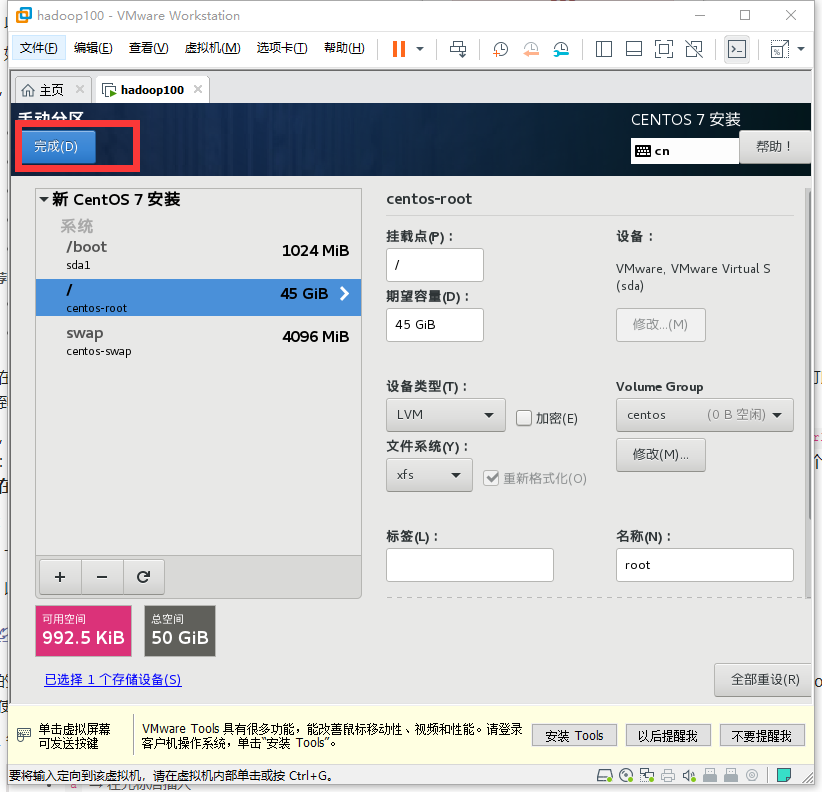 hadoop100 - VMware Workstation
文件(F) 编辑(E) 查看(V) 虚拟机(M) 选项卡(T) 帮助(H)
主页 hadoop100
手动分区 CENTOS 7 安装
完成(D) cn 帮助！
新 CentOS 7 安装
系统
/boot 1024 MiB
sda1
/ 45 GiB
centos-root
swap 4096 MiB
centos-swap
centos-root
挂载点(P)： 设备：
/
VMware, VMware Virtual S
(sda)
期望容量(D)：
45 GiB 修改...(M)
设备类型(T)： Volume Group
LVM 加密(E) centos (0 B 空闲)
文件系统(Y)： 修改(M)...
xfs 重新格式化(O)
标签(L)： 名称(N)：
root
可用空间 总空间
992.5 KiB 50 GiB
已选择 1 个存储设备(S) 全部重设(R)
单击虚拟屏幕
可发送按键
VMware Tools 具有很多功能，能改善鼠标移动性、视频和性能。请登录
客户机操作系统，单击“安装 Tools”。
安装 Tools 以后提醒我 不要提醒我
要将输入定向到该虚拟机，请在虚拟机内部单击或按 Ctrl+G。